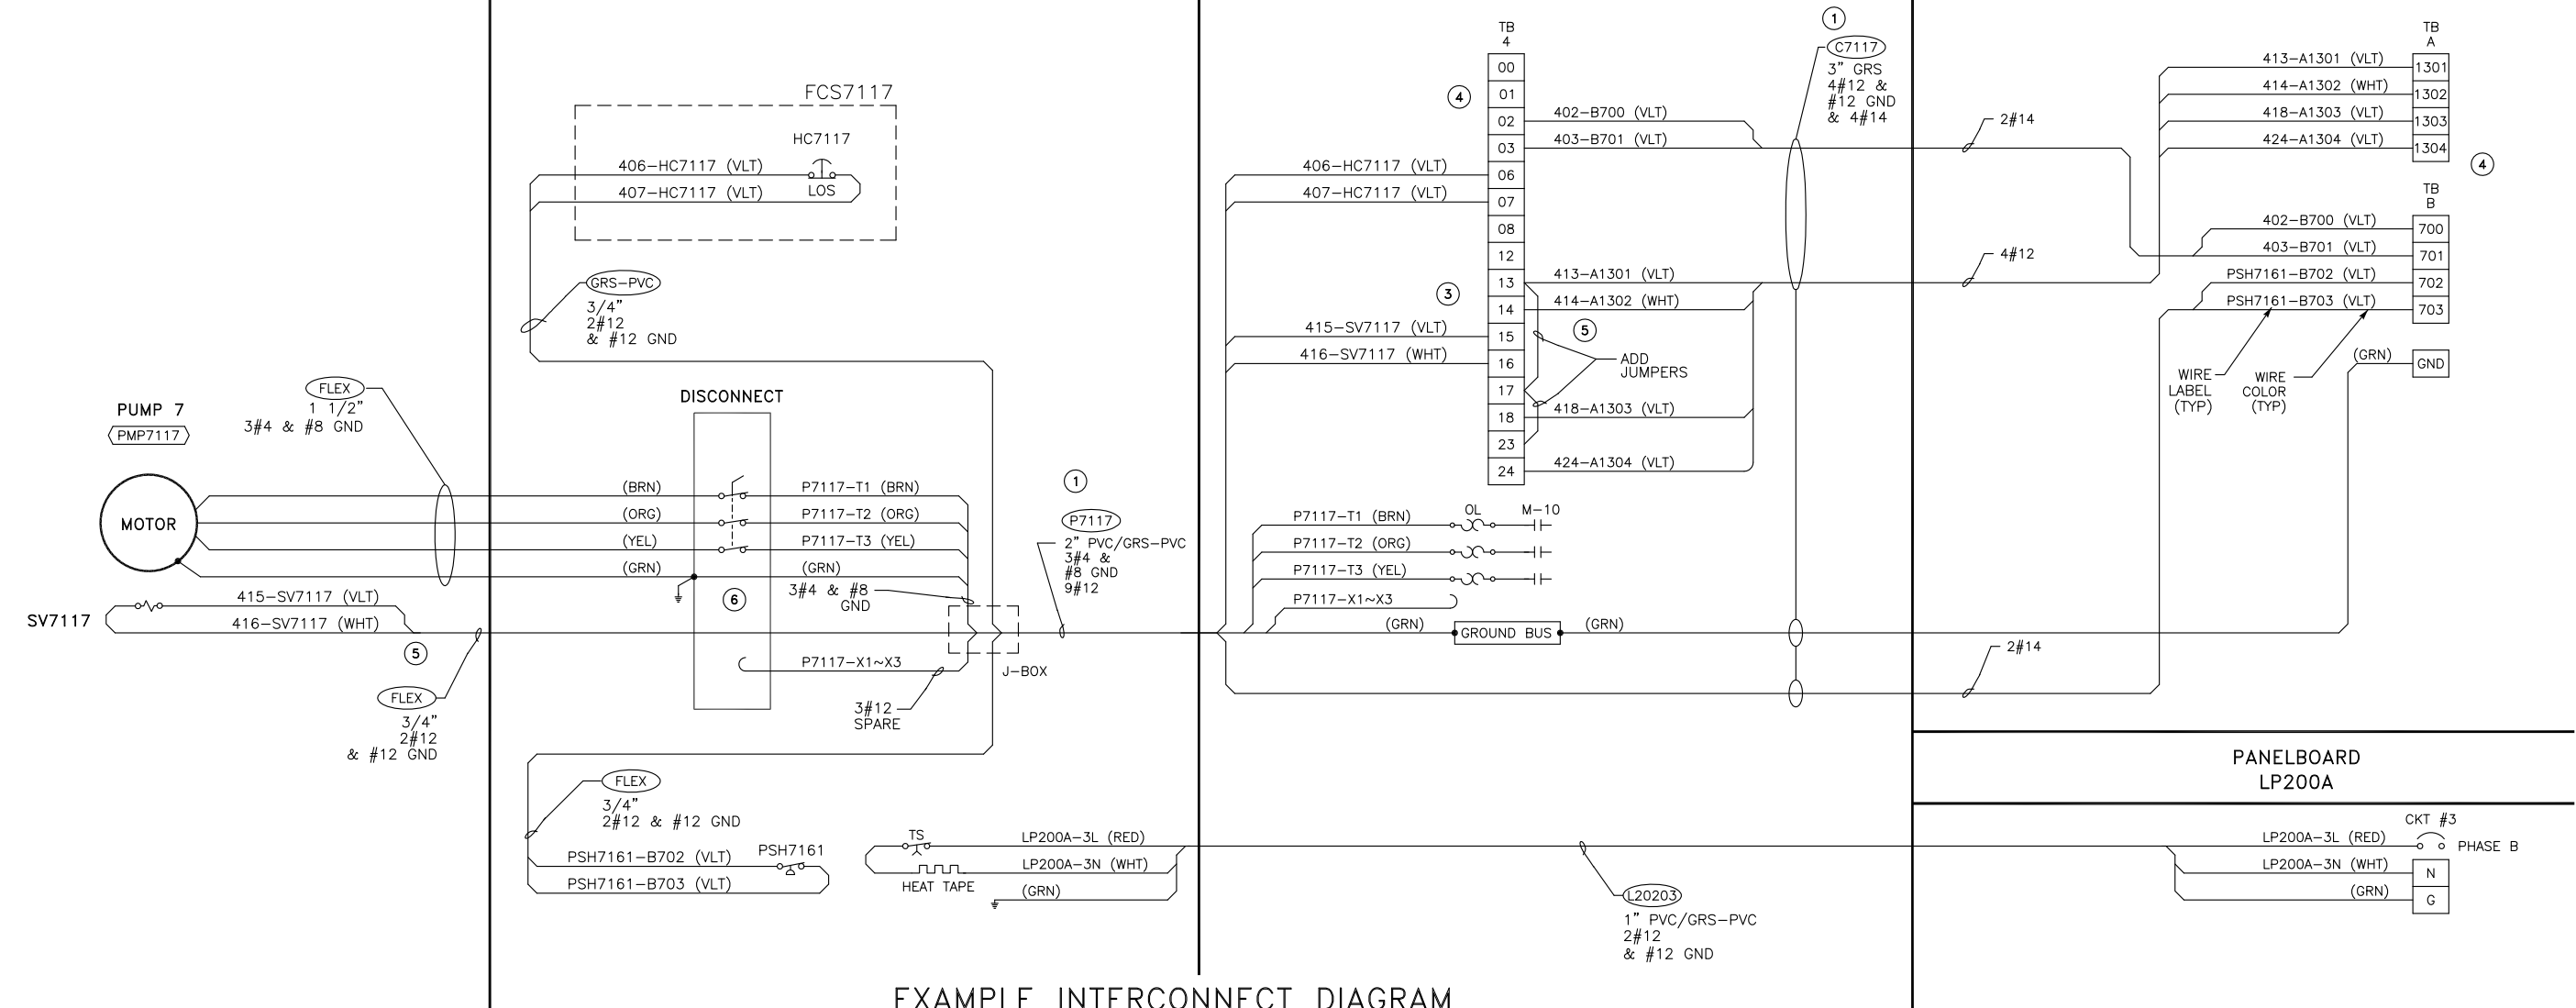 PUMP 7
PMP7117
MOTOR
FLEX
1 1/2"
3#4 & #8 GND
415-SV7117 (VLT)
416-SV7117 (WHT)
SV7117
5
FLEX
3/4"
2#12
& #12 GND
FCS7117
HC7117
406-HC7117 (VLT)
LOS
407-HC7117 (VLT)
GRS-PVC
3/4"
2#12
& #12 GND
DISCONNECT
(BRN)
P7117-T1 (BRN)
(ORG)
P7117-T2 (ORG)
(YEL)
P7117-T3 (YEL)
(GRN)
(GRN)
6
3#4 & #8
GND
P7117-X1~X3
J-BOX
3#12
SPARE
1
P7117
2" PVC/GRS-PVC
3#4 &
#8 GND
9#12
FLEX
3/4"
2#12 & #12 GND
PSH7161-B702 (VLT)
PSH7161
PSH7161-B703 (VLT)
TS
HEAT TAPE
LP200A-3L (RED)
LP200A-3N (WHT)
(GRN)
TB
4
00
01
02
03
06
07
08
12
13
14
15
16
17
18
23
24
4
3
402-B700 (VLT)
403-B701 (VLT)
406-HC7117 (VLT)
407-HC7117 (VLT)
413-A1301 (VLT)
414-A1302 (WHT)
415-SV7117 (VLT)
416-SV7117 (WHT)
5
ADD
JUMPERS
418-A1303 (VLT)
424-A1304 (VLT)
1
C7117
3" GRS
4#12 &
#12 GND
& 4#14
P7117-T1 (BRN)
OL
M-10
P7117-T2 (ORG)
P7117-T3 (YEL)
P7117-X1~X3
(GRN)
GROUND BUS
(GRN)
L20203
1" PVC/GRS-PVC
2#12
& #12 GND
2#14
4#12
2#14
TB
A
413-A1301 (VLT)
1301
414-A1302 (WHT)
1302
418-A1303 (VLT)
1303
424-A1304 (VLT)
1304
4
TB
B
402-B700 (VLT)
700
403-B701 (VLT)
701
PSH7161-B702 (VLT)
702
PSH7161-B703 (VLT)
703
(GRN)
GND
WIRE
LABEL
(TYP)
WIRE
COLOR
(TYP)
PANELBOARD
LP200A
CKT #3
LP200A-3L (RED)
PHASE B
LP200A-3N (WHT)
N
(GRN)
G
EXAMPLE INTERCONNECT DIAGRAM